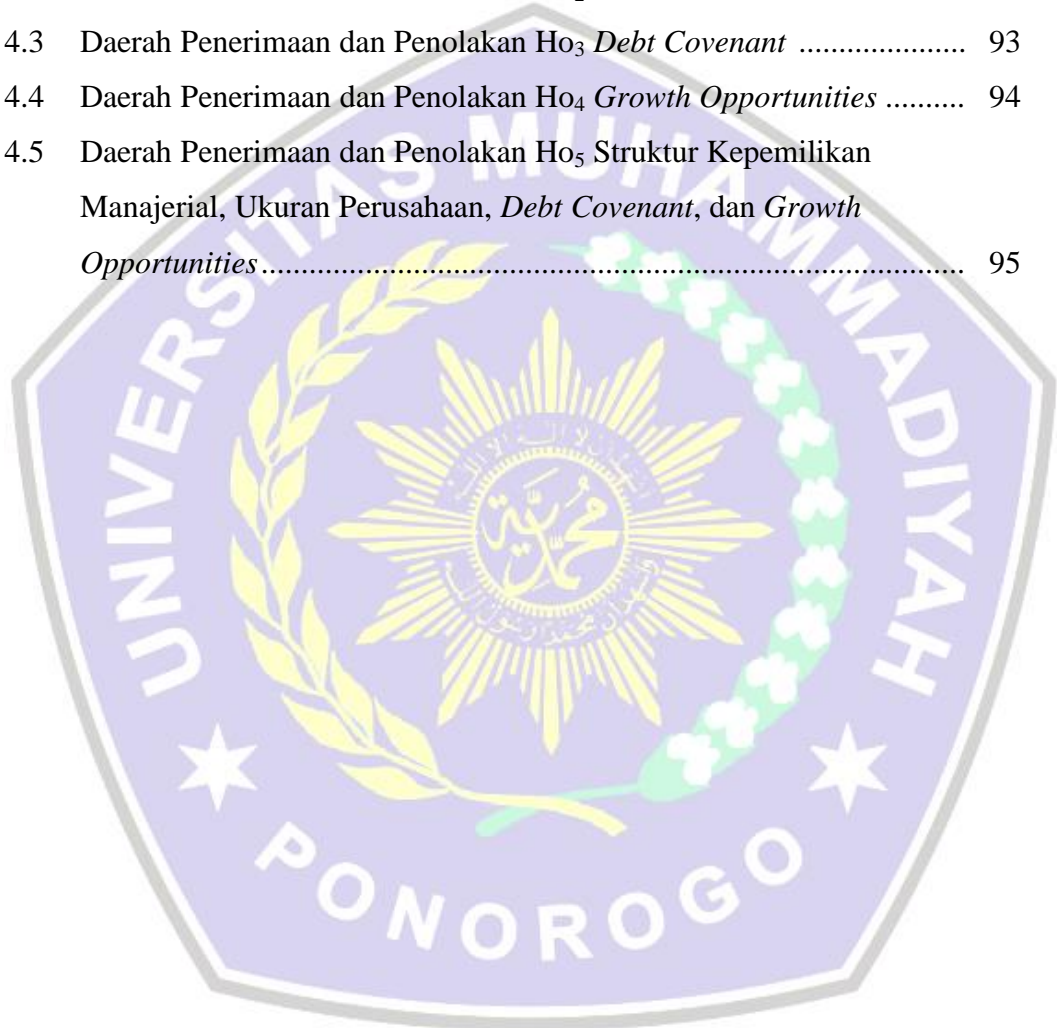 4.3 Daerah Penerimaan dan Penolakan Ho3 Debt Covenant ..................... 93
4.4 Daerah Penerimaan dan Penolakan Ho4 Growth Opportunities .......... 94
4.5 Daerah Penerimaan dan Penolakan Ho5 Struktur Kepemilikan
Manajerial, Ukuran Perusahaan, Debt Covenant, dan Growth
Opportunities......................................................................................... 95
UNIVERSITAS MUHAMMADIYAH
محمدية
PONOROGO